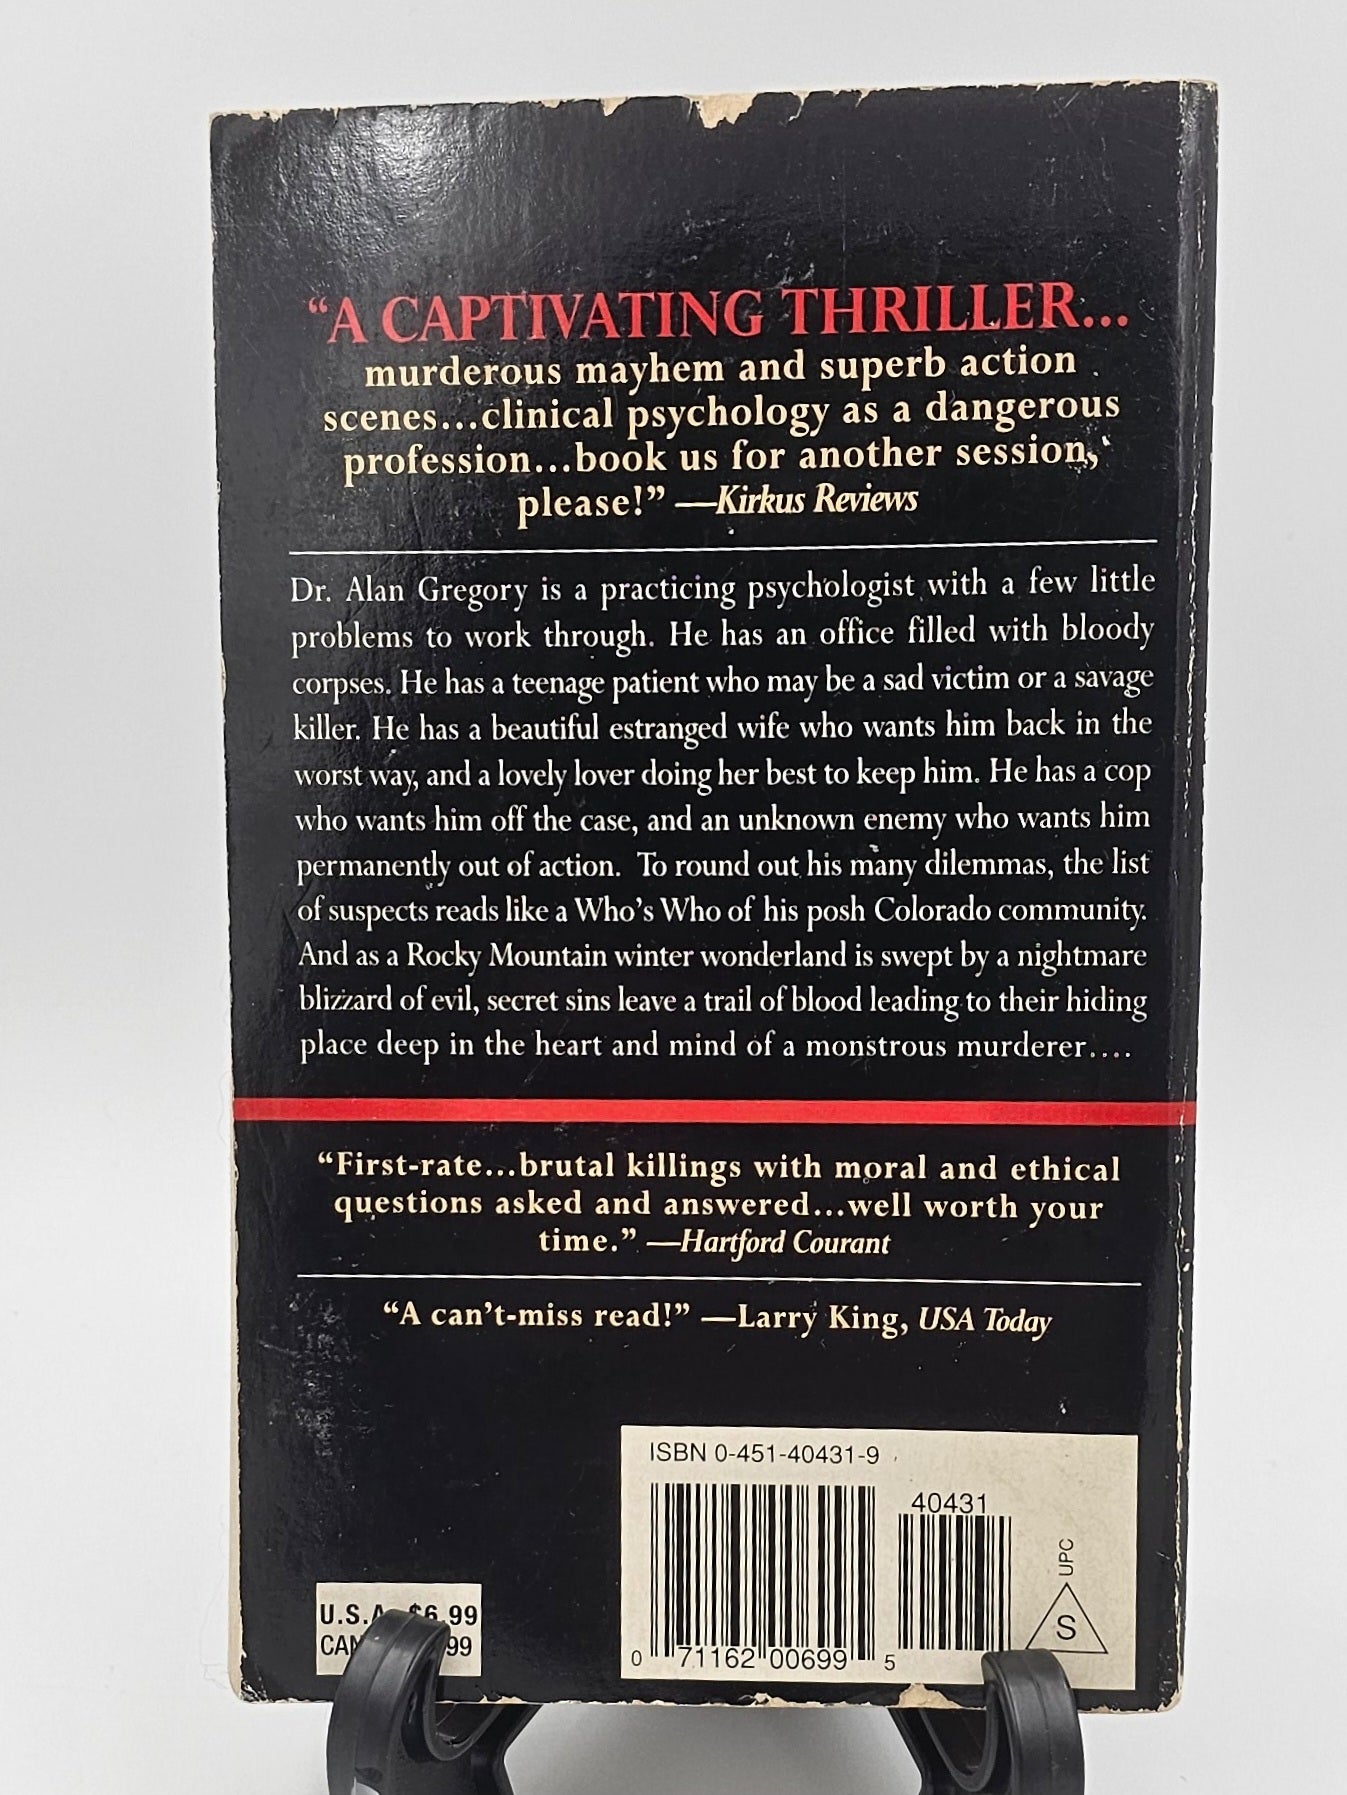 “A CAPTIVATING THRILLER...
murderous mayhem and superb action
scenes...clinical psychology as a dangerous
profession...book us for another session,
please!” —Kirkus Reviews
Dr. Alan Gregory is a practicing psychologist with a few little
problems to work through. He has an office filled with bloody
corpses. He has a teenage patient who may be a sad victim or a savage
killer. He has a beautiful estranged wife who wants him back in the
worst way, and a lovely lover doing her best to keep him. He has a cop
who wants him off the case, and an unknown enemy who wants him
permanently out of action. To round out his many dilemmas, the list
of suspects reads like a Who's Who of his posh Colorado community.
And as a Rocky Mountain winter wonderland is swept by a nightmare
blizzard of evil, secret sins leave a trail of blood leading to their hiding
place deep in the heart and mind of a monstrous murderer....
“First-rate...brutal killings with moral and ethical
questions asked and answered...well worth your
time.” —Hartford Courant
“A can't-miss read!” —Larry King, USA Today
ISBN 0-451-40431-9
40431
UPC
S
0 71162 00699 5
U.S.A. $6.99
99